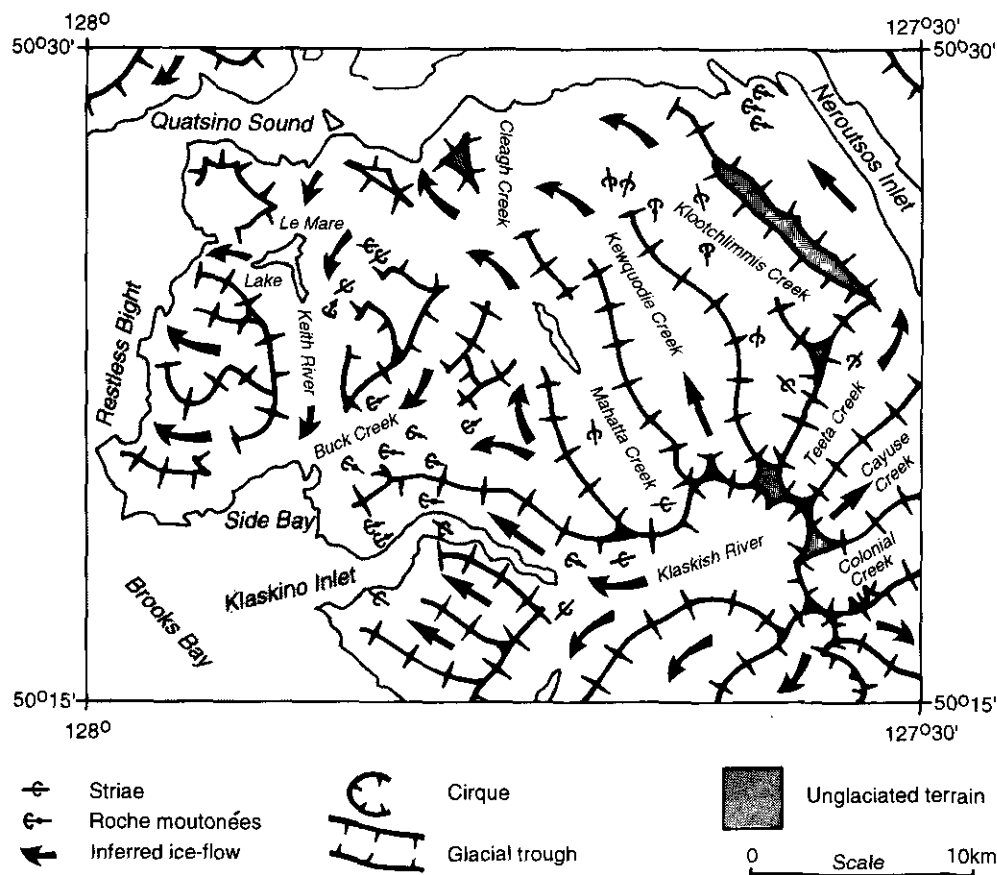 128° 127°30'
50°30' 50°30'
Quatsino Sound
Cleagh Creek
Neroutsos Inlet
Le Mare
Lake
Klootchlimmis Creek
Kewquodie Creek
Restless Bight
Keith River
Buck Creek
Mahatta Creek
Teeta Creek
Cayuse
Creek
Side Bay
Klaskish River
Colonial
Creek
Klaskino Inlet
Brooks Bay
50°15' 50°15'
128° 127°30'
Striae
Roche moutonées
Inferred ice-flow
Cirque
Glacial trough
Unglaciated terrain
0 10km
Scale